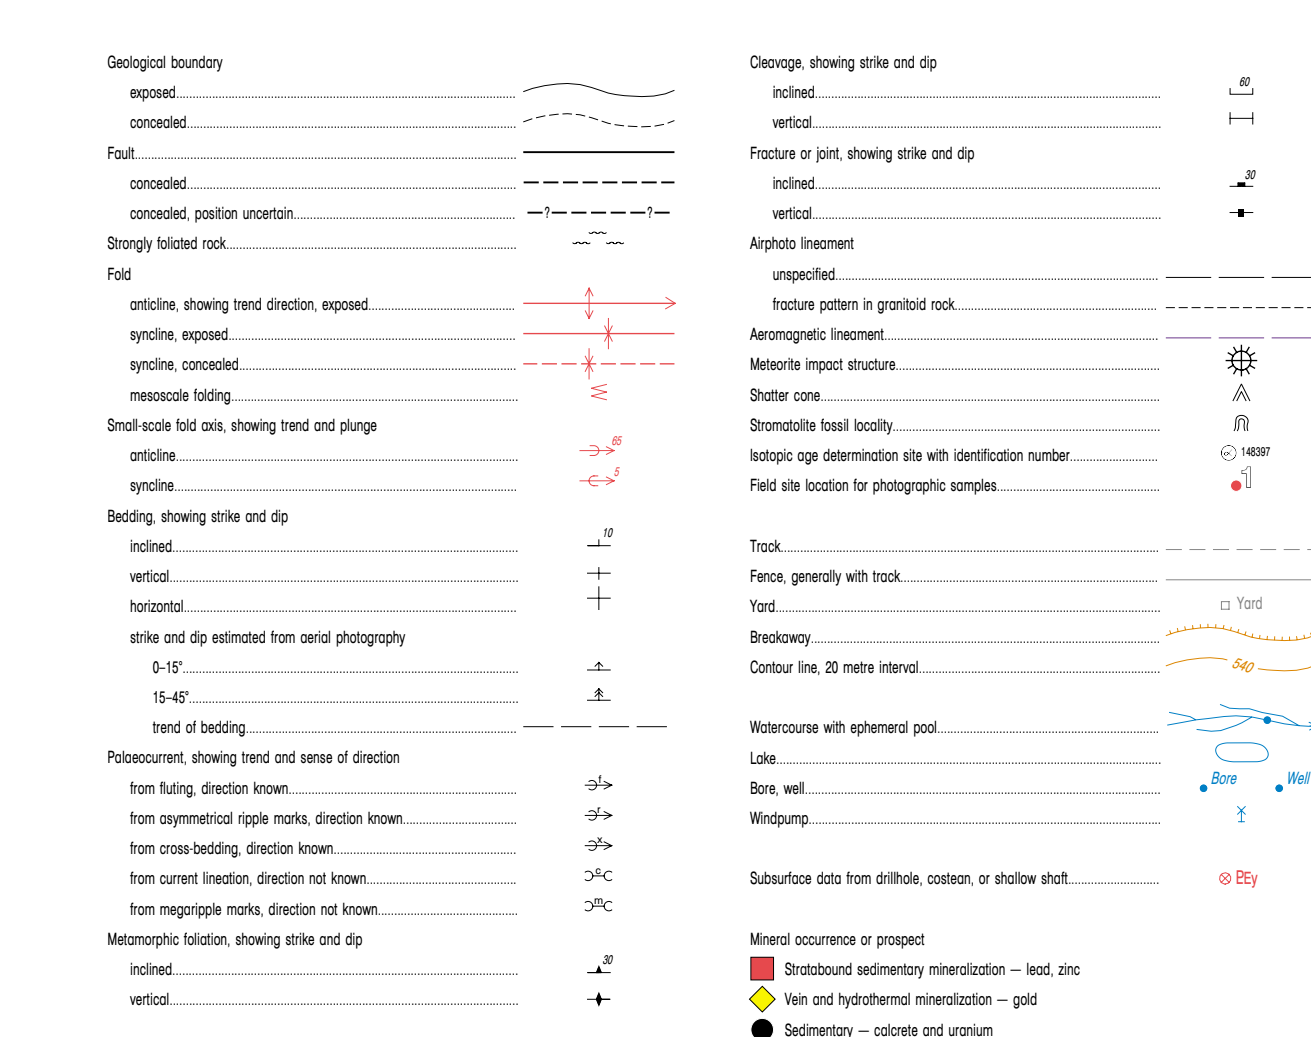 Geological boundary
exposed
concealed
Fault
concealed
concealed, position uncertain
? ?
Strongly foliated rock
Fold
anticline, showing trend direction, exposed
syncline, exposed
syncline, concealed
mesoscale folding
Small-scale fold axis, showing trend and plunge
anticline 65
syncline 5
Bedding, showing strike and dip
inclined 10
vertical
horizontal
strike and dip estimated from aerial photography
0–15°
15–45°
trend of bedding
Palaeocurrent, showing trend and sense of direction
from fluting, direction known f
from asymmetrical ripple marks, direction known r
from cross-bedding, direction known x
from current lineation, direction not known c
from megaripple marks, direction not known m
Metamorphic foliation, showing strike and dip
inclined 30
vertical
Cleavage, showing strike and dip
inclined 60
vertical
Fracture or joint, showing strike and dip
inclined 30
vertical
Airphoto lineament
unspecified
fracture pattern in granitoid rock
Aeromagnetic lineament
Meteorite impact structure
Shatter cone
Stromatolite fossil locality
Isotopic age determination site with identification number 148397
Field site location for photographic samples 1
Track
Fence, generally with track
Yard Yard
Breakaway
Contour line, 20 metre interval 540
Watercourse with ephemeral pool
Lake
Bore, well Bore Well
Windpump
Subsurface data from drillhole, costean, or shallow shaft PEy
Mineral occurrence or prospect
Stratabound sedimentary mineralization — lead, zinc
Vein and hydrothermal mineralization — gold
Sedimentary — calcrete and uranium